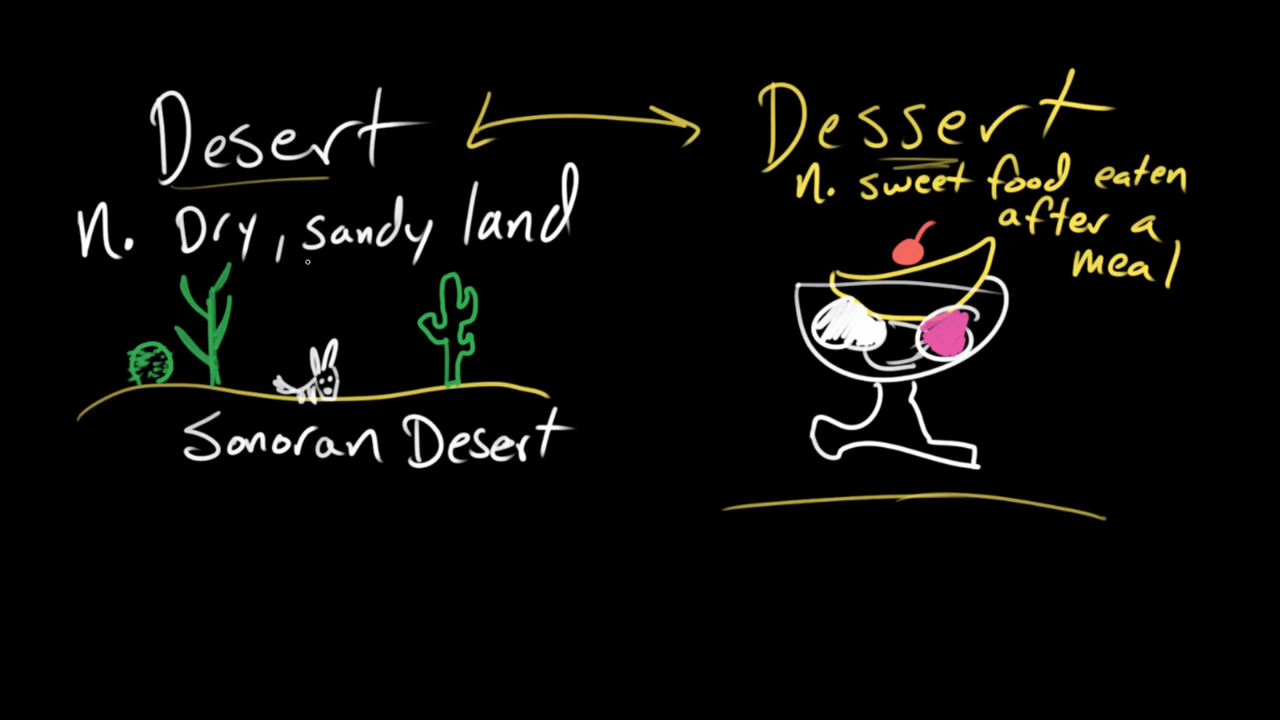 Desert
n. Dry, sandy land
Sonoran Desert
Dessert
n. sweet food eaten
after a
meal